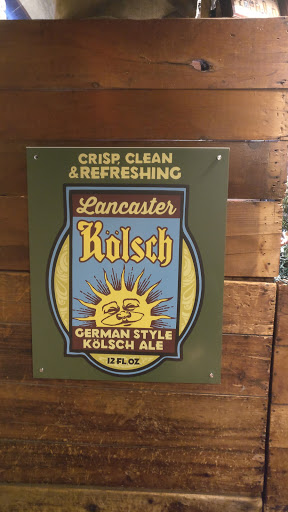 CRISP, CLEAN
& REFRESHING
Lancaster
Kölsch
GERMAN STYLE
KÖLSCH ALE
12 FL OZ